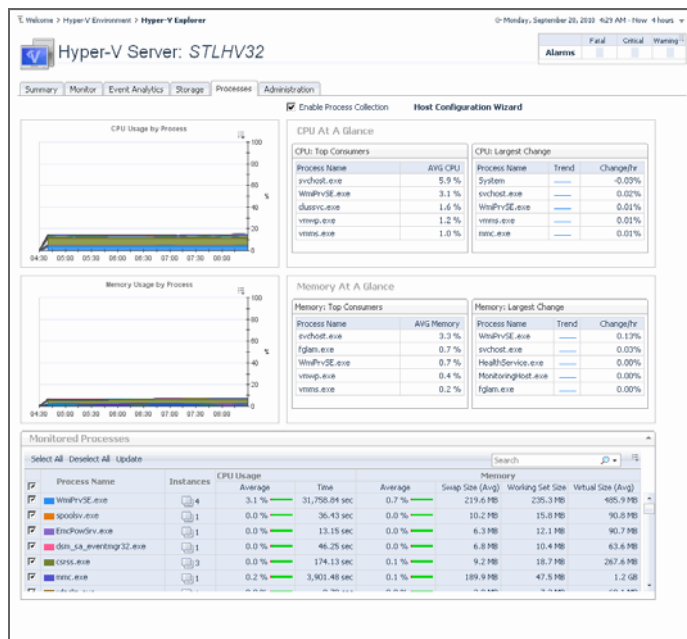 Welcome > Hyper-V Environment > Hyper-V Explorer
Monday, September 20, 2010 4:29 AM - Now 4 hours
Hyper-V Server: STLHV32
Fatal Critical Warning
Alarms
Summary Monitor Event Analytics Storage Processes Administration
Enable Process Collection Host Configuration Wizard
CPU Usage by Process
100
80
60
40
20
0
%
04:30 05:00 05:30 06:00 06:30 07:00 07:30 08:00
CPU At A Glance
CPU: Top Consumers
Process Name AVG CPU
svchost.exe 5.9 %
WmiPrvSE.exe 3.1 %
clussvc.exe 1.6 %
vmwp.exe 1.2 %
vmms.exe 1.0 %
CPU: Largest Change
Process Name Trend Change/hr
System -0.03%
svchost.exe 0.02%
WmiPrvSE.exe 0.01%
vmms.exe 0.01%
mmc.exe 0.01%
Memory Usage by Process
100
80
60
40
20
0
%
04:30 05:00 05:30 06:00 06:30 07:00 07:30 08:00
Memory At A Glance
Memory: Top Consumers
Process Name AVG Memory
svchost.exe 3.3 %
fglam.exe 0.7 %
WmiPrvSE.exe 0.7 %
vmwp.exe 0.4 %
vmms.exe 0.2 %
Memory: Largest Change
Process Name Trend Change/hr
WmiPrvSE.exe 0.13%
svchost.exe 0.03%
HealthService.exe 0.00%
MonitoringHost.exe 0.00%
fglam.exe 0.00%
Monitored Processes
Select All Deselect All Update
Search
CPU Usage Memory
Process Name Instances Average Time Average Swap Size (Avg) Working Set Size Virtual Size (Avg)
WmiPrvSE.exe 4 3.1 % 31,758.84 sec 0.7 % 219.6 MB 235.3 MB 485.9 MB
spoolsv.exe 1 0.0 % 36.43 sec 0.0 % 10.2 MB 15.8 MB 90.8 MB
EmcPowSrv.exe 1 0.0 % 13.15 sec 0.0 % 6.3 MB 12.1 MB 90.7 MB
dsm_sa_eventmgr32.exe 1 0.0 % 46.25 sec 0.0 % 6.8 MB 10.4 MB 63.6 MB
csrss.exe 3 0.0 % 174.13 sec 0.1 % 9.2 MB 18.7 MB 267.6 MB
mmc.exe 1 0.2 % 3,901.48 sec 0.1 % 189.9 MB 47.5 MB 1.2 GB